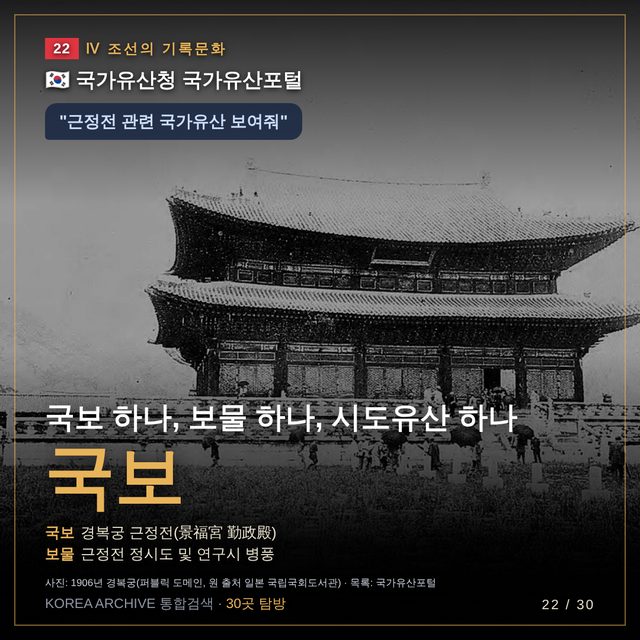 22 Ⅳ 조선의 기록문화
🇰🇷 국가유산청 국가유산포털
"근정전 관련 국가유산 보여줘"
국보 하나, 보물 하나, 시도유산 하나
국보
국보 경복궁 근정전(景福宮 勤政殿)
보물 근정전 정시도 및 연구시 병풍
사진: 1906년 경복궁(퍼블릭 도메인, 원 출처 일본 국립국회도서관) · 목록: 국가유산포털
KOREA ARCHIVE 통합검색 · 30곳 탐방
22 / 30